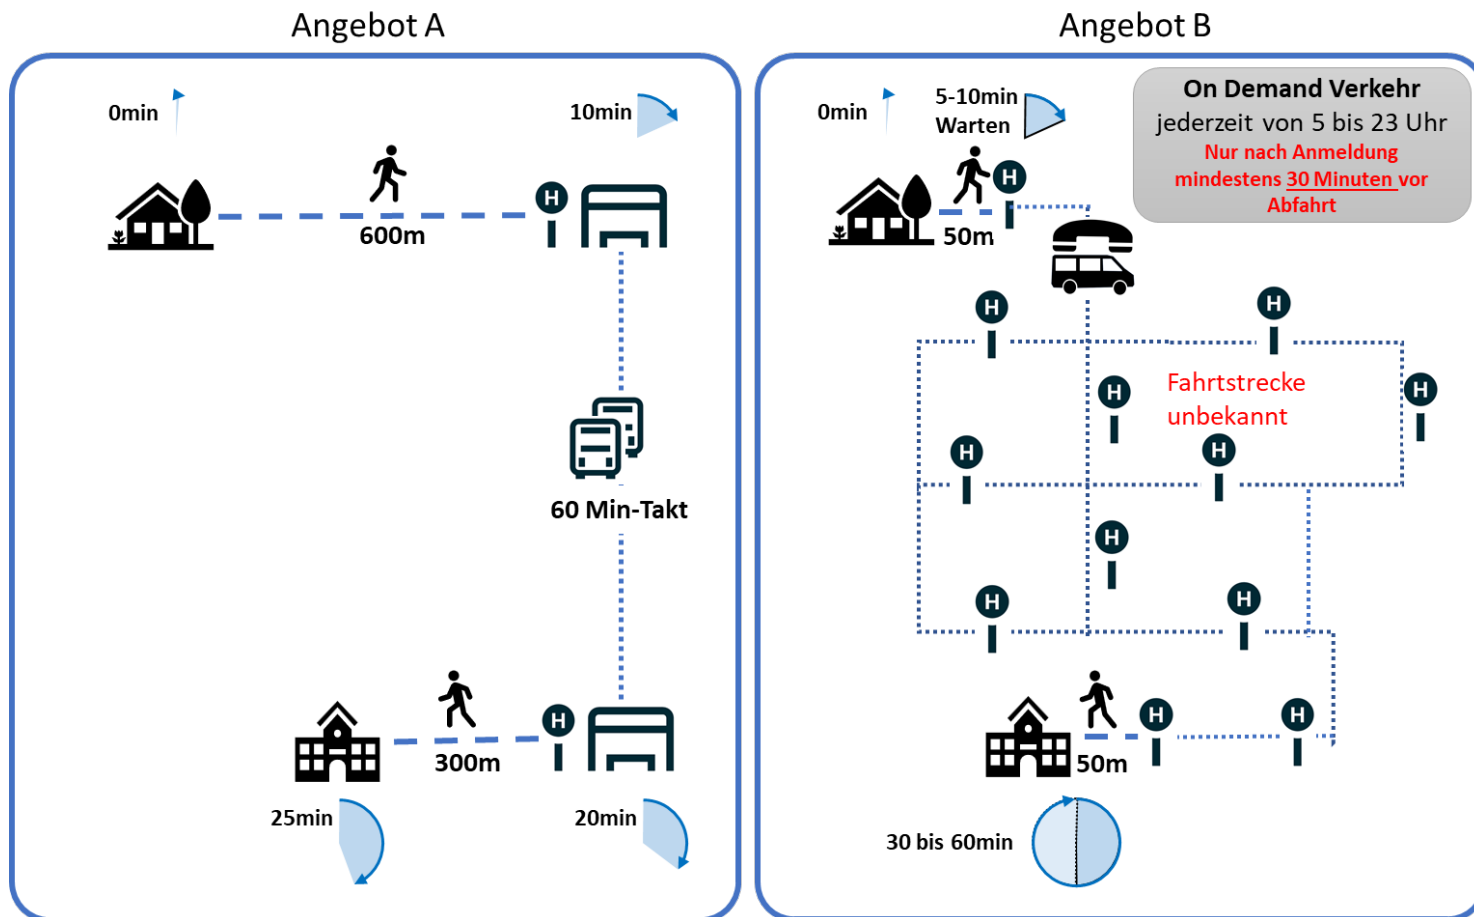 Angebot A
0min
10min
H
600m
60 Min-Takt
H
300m
25min
20min
Angebot B
0min
5-10min
Warten
On Demand Verkehr
jederzeit von 5 bis 23 Uhr
Nur nach Anmeldung
mindestens 30 Minuten vor
Abfahrt
H
50m
H
H
H
H
Fahrtstrecke
unbekannt
H
H
H
H
H
H
H
50m
30 bis 60min